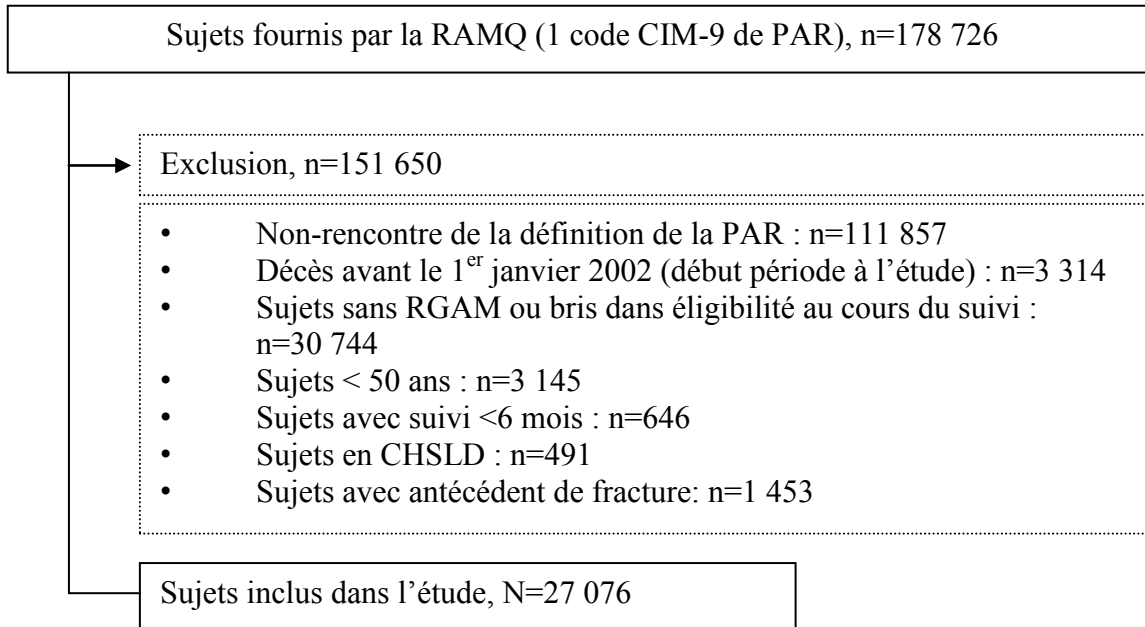 Sujets fournis par la RAMQ (1 code CIM-9 de PAR), n=178 726
Exclusion, n=151 650
• Non-rencontre de la définition de la PAR : n=111 857
• Décès avant le 1er janvier 2002 (début période à l'étude) : n=3 314
• Sujets sans RGAM ou bris dans éligibilité au cours du suivi :
n=30 744
• Sujets < 50 ans : n=3 145
• Sujets avec suivi <6 mois : n=646
• Sujets en CHSLD : n=491
• Sujets avec antécédent de fracture: n=1 453
Sujets inclus dans l'étude, N=27 076